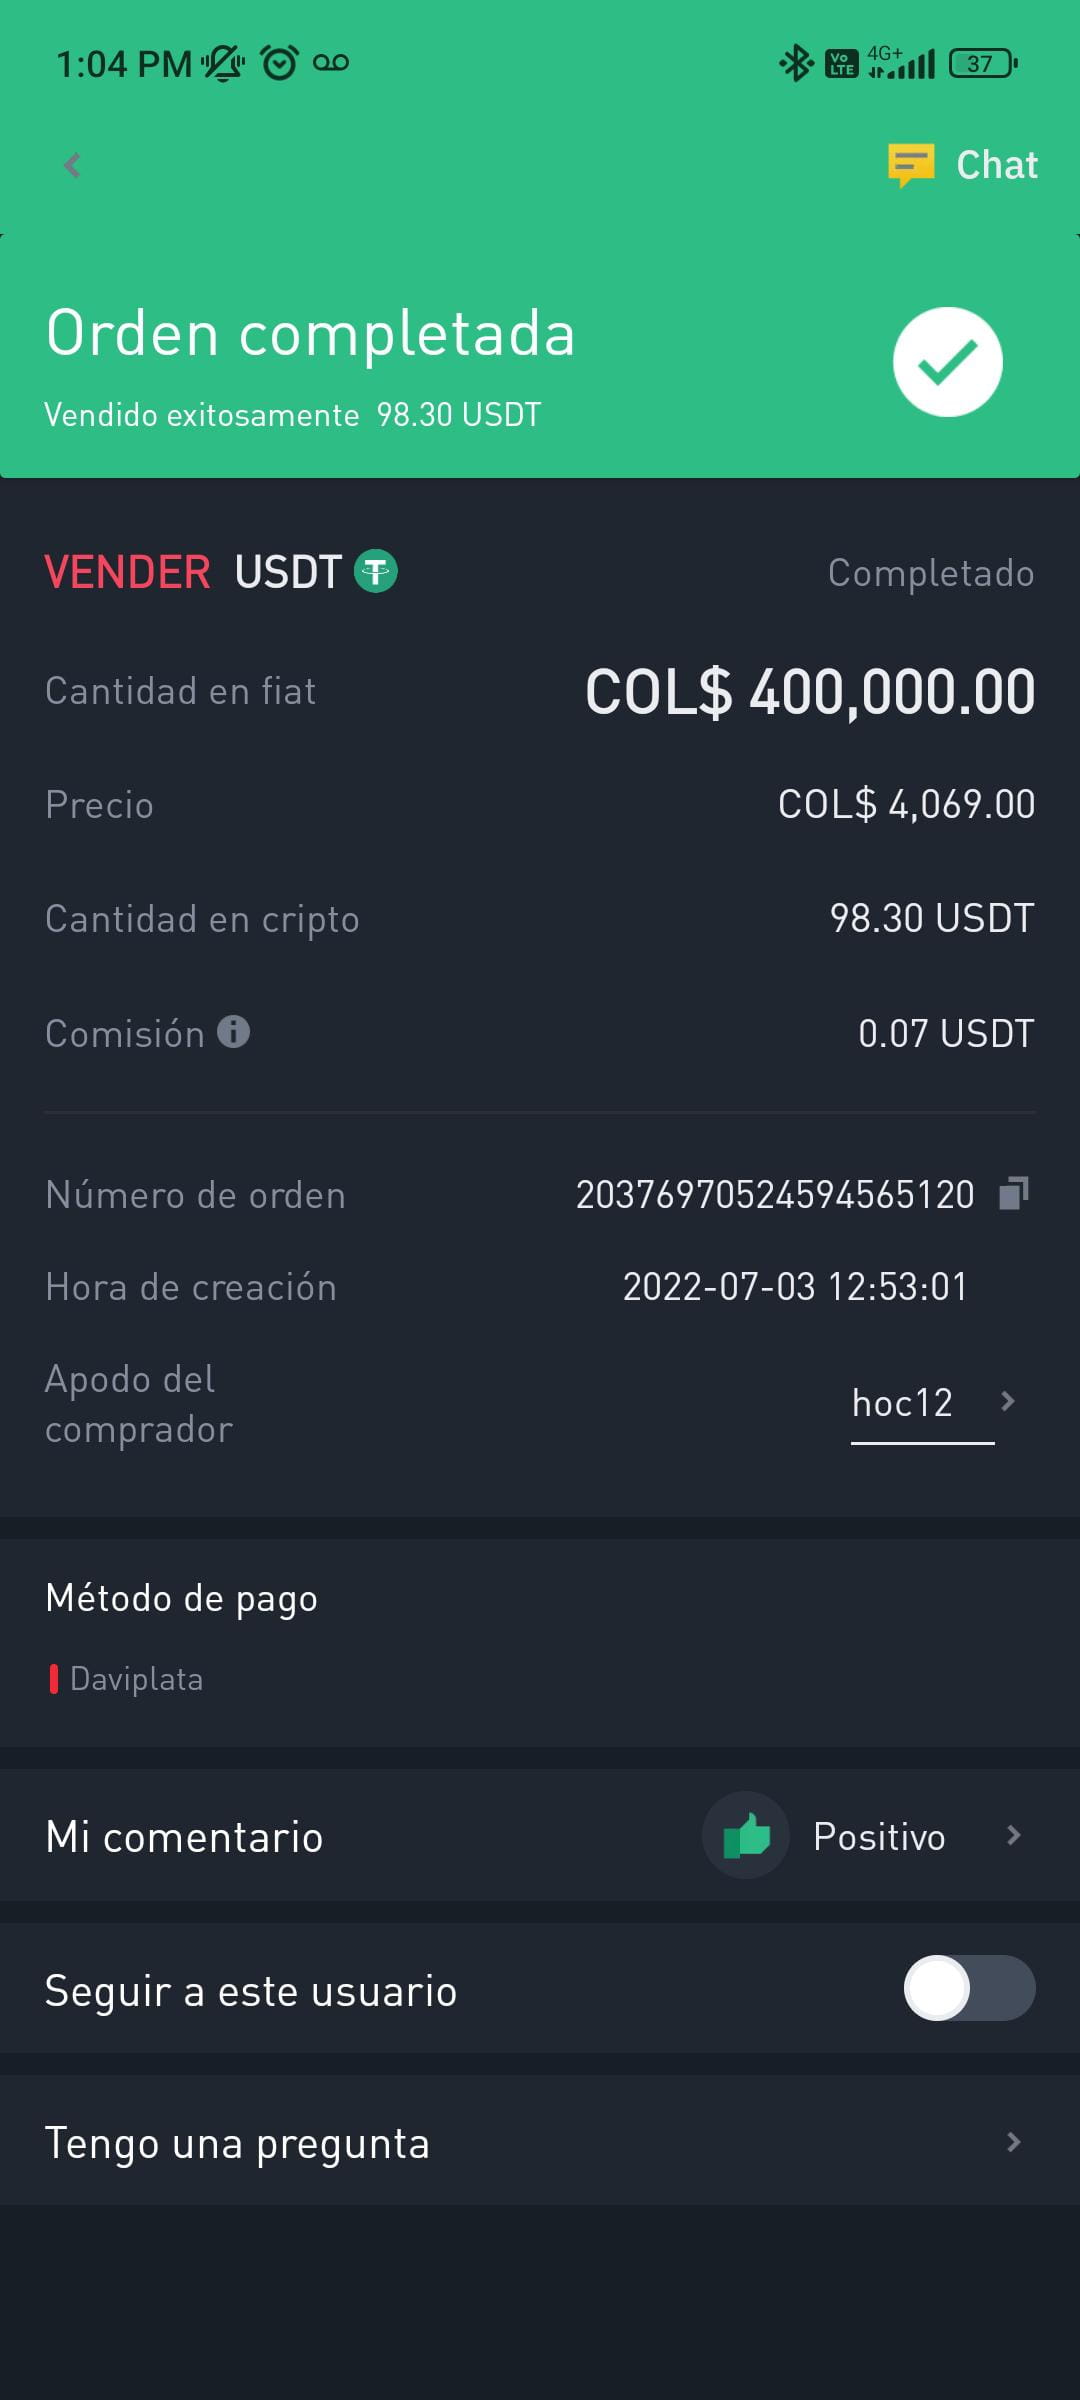 1:04 PM
Vo LTE 4G+ 37
Chat
Orden completada
Vendido exitosamente 98.30 USDT
VENDER USDT
Completado
Cantidad en fiat COL$ 400,000.00
Precio COL$ 4,069.00
Cantidad en cripto 98.30 USDT
Comisión 0.07 USDT
Número de orden 20376970524594565120
Hora de creación 2022-07-03 12:53:01
Apodo del
comprador
hoc12
Método de pago
Daviplata
Mi comentario Positivo
Seguir a este usuario
Tengo una pregunta